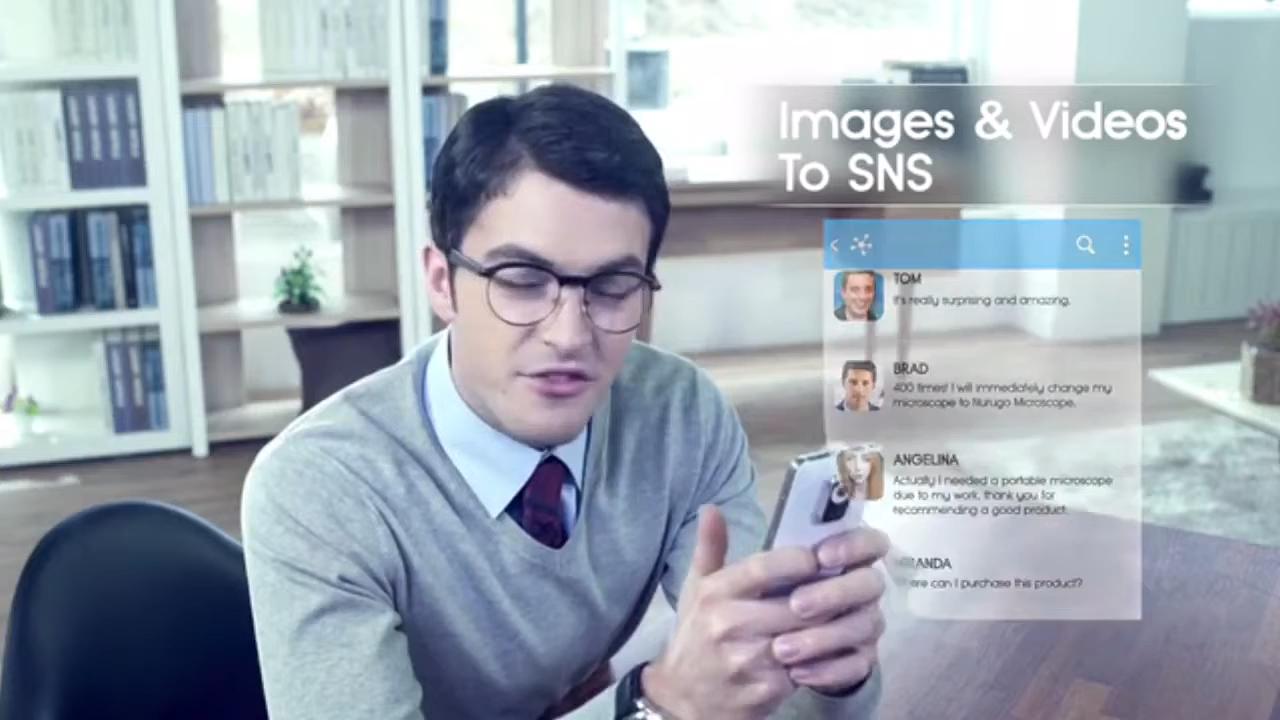 Images & Videos
To SNS
TOM
It's really surprising and amazing.
BRAD
400 times! I will immediately change my
microscope to Nurugo Microscope.
ANGELINA
Actually I needed a portable microscope
due to my work, thank you for
recommending a good product.
can I purchase this product?